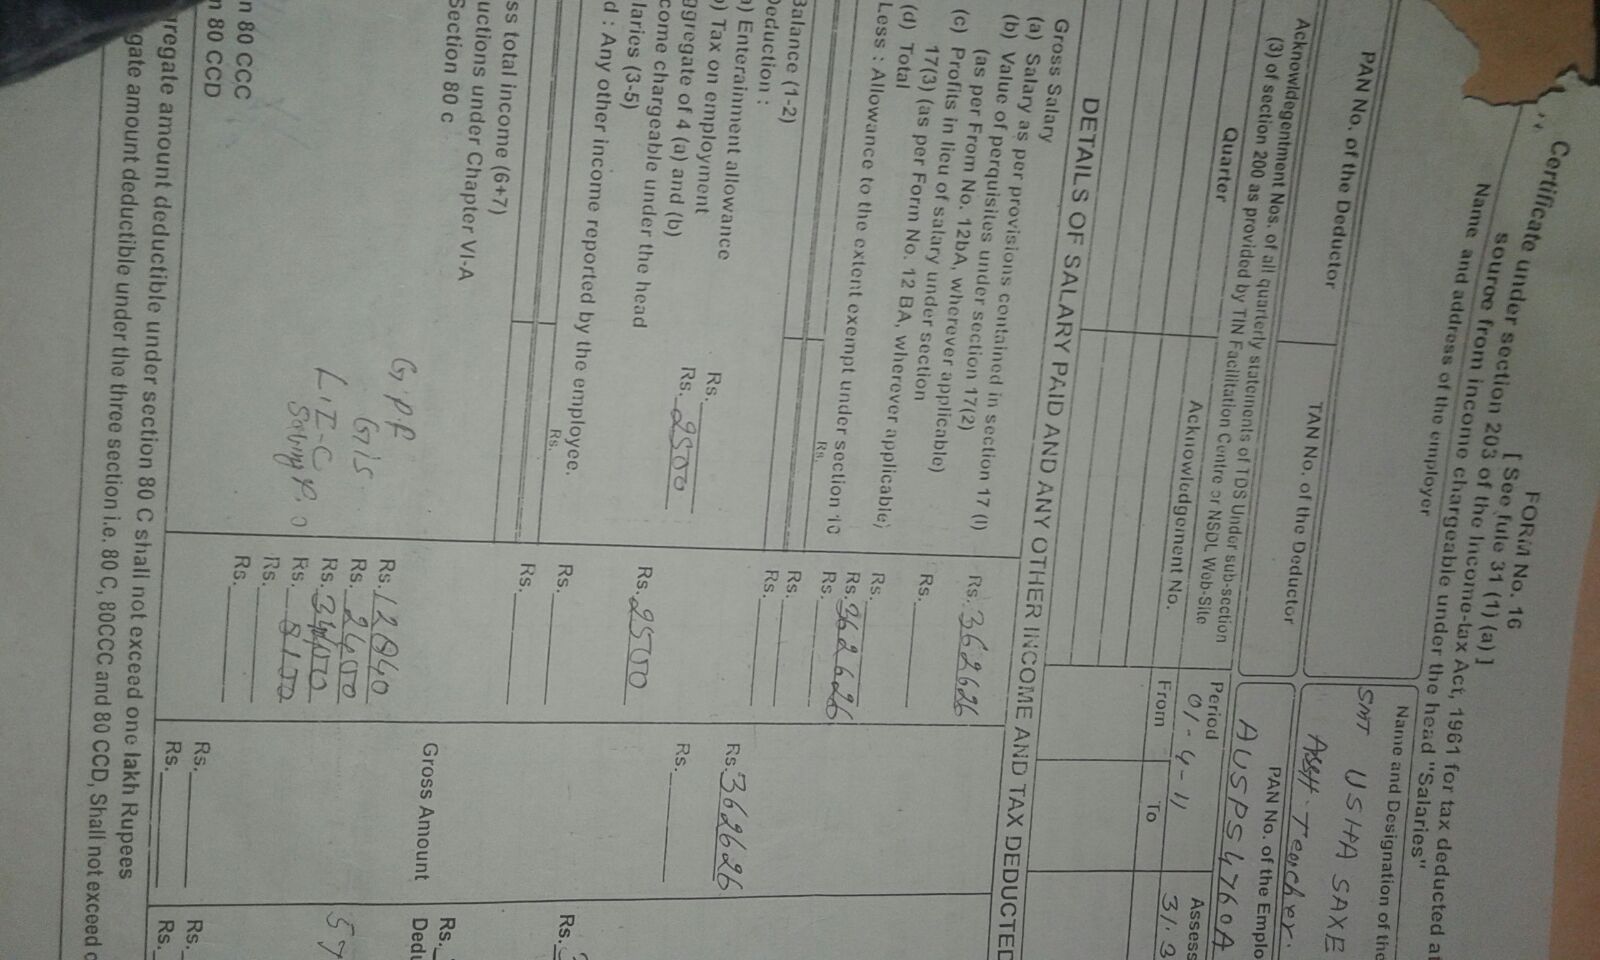 FORM No. 16
[ See fule 31 (1) (a) ]
Certificate under section 203 of the Income-tax Act, 1961 for tax deducted at
source from income chargeable under the head "Salaries"
Name and address of the employer
Name and Designation of the
SMT USHA SAXE
Asstt. Teacher.
PAN No. of the Deductor
TAN No. of the Deductor
PAN No. of the Emplo
AUSPS4760A
Acknowldegentment Nos. of all quarterly statements of TDS Under sub-section
(3) of section 200 as provided by TIN Facilitation Centre or NSDL Web-Site
Period
01-4-11
Assess
31.3
Quarter
Acknowledgement No.
From
To
DETAILS OF SALARY PAID AND ANY OTHER INCOME AND TAX DEDUCTED
Gross Salary
(a) Salary as per provisions contained in section 17 (I)
Rs. 362626
(b) Value of perquisites under section 17(2)
(as per From No. 12bA, wherever applicable)
Rs.
(c) Profits in lieu of salary under section
17(3) (as per Form No. 12 BA, wherever applicable)
Rs.
(d) Total
Rs. 362626
Less : Allowance to the extent exempt under section 10
Rs.
Rs.
Rs.
Rs.
Balance (1-2)
Rs. 362626
Deduction :
a) Enterainment allowance
Rs.
Rs.
) Tax on employment
Rs. 2500
ggregate of 4 (a) and (b)
Rs. 2500
come chargeable under the head
laries (3-5)
Rs. 3
d : Any other income reported by the employee.
Rs.
Rs.
Rs.
ss total income (6+7)
Rs.
uctions under Chapter VI-A
Gross Amount
Dedu
Section 80 c
G.P.F
Rs. 12840
GIS
Rs. 2400
57
L.I.C
Rs. 34400
Saving P. O
Rs. 8100
Rs.
n 80 CCC
Rs.
Rs.
Rs.
n 80 CCD
Rs.
Rs.
gregate amount deductible under section 80 C shall not exceed one lakh Rupees
gate amount deductible under the three section i.e. 80 C, 80CCC and 80 CCD, Shall not exceed o